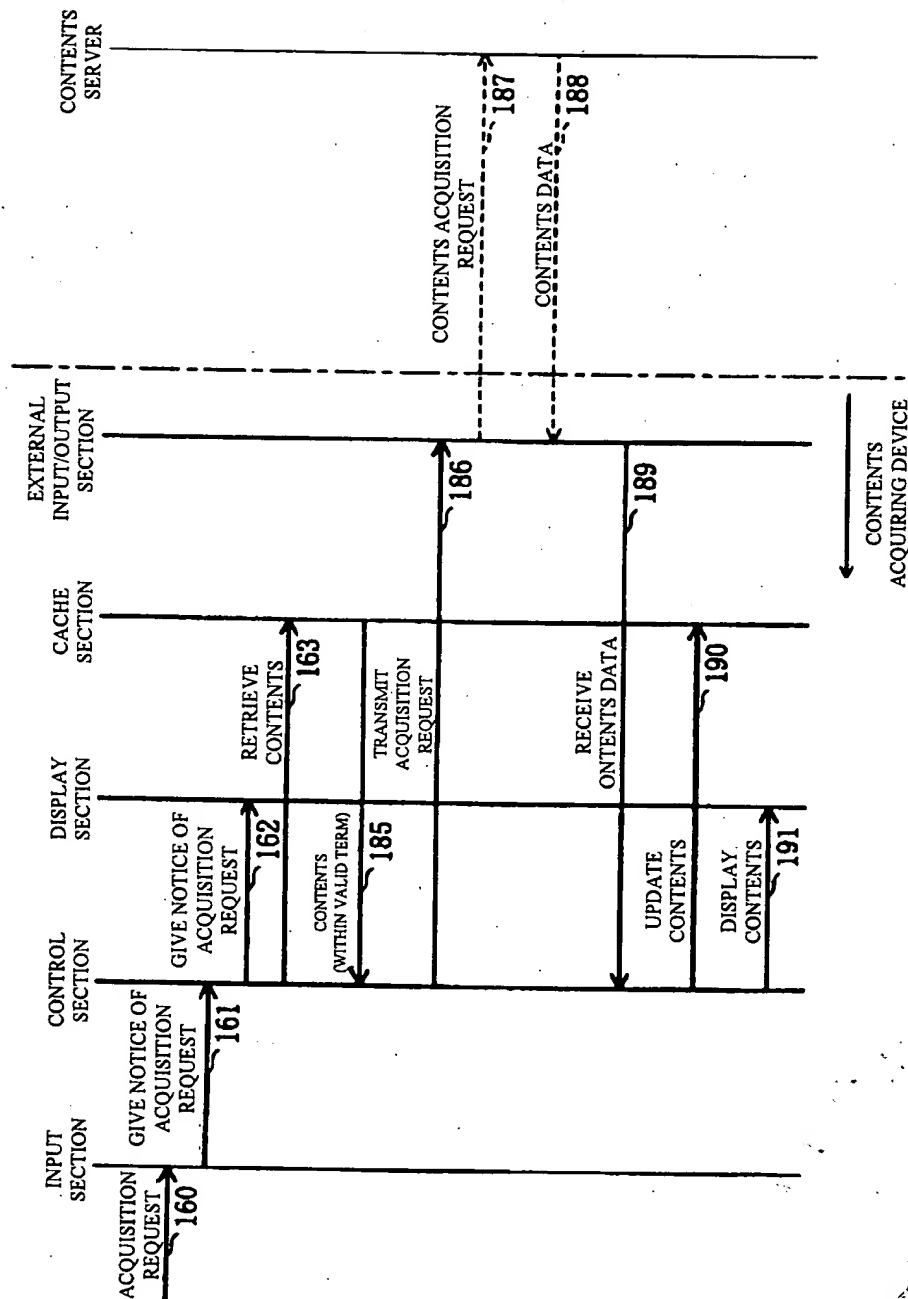 INPUT
SECTION
CONTROL
SECTION
DISPLAY
SECTION
CACHE
SECTION
EXTERNAL
INPUT/OUTPUT
SECTION
CONTENTS
SERVER
ACQUISITION
REQUEST
160
GIVE NOTICE OF
ACQUISITION
REQUEST
161
GIVE NOTICE OF
ACQUISITION
REQUEST
162
RETRIEVE
CONTENTS
163
CONTENTS
(WITHIN VALID TERM)
185
TRANSMIT
ACQUISITION
REQUEST
186
CONTENTS ACQUISITION
REQUEST
187
CONTENTS DATA
188
RECEIVE
ONTENTS DATA
189
UPDATE
CONTENTS
190
DISPLAY
CONTENTS
191
CONTENTS
ACQUIRING DEVICE